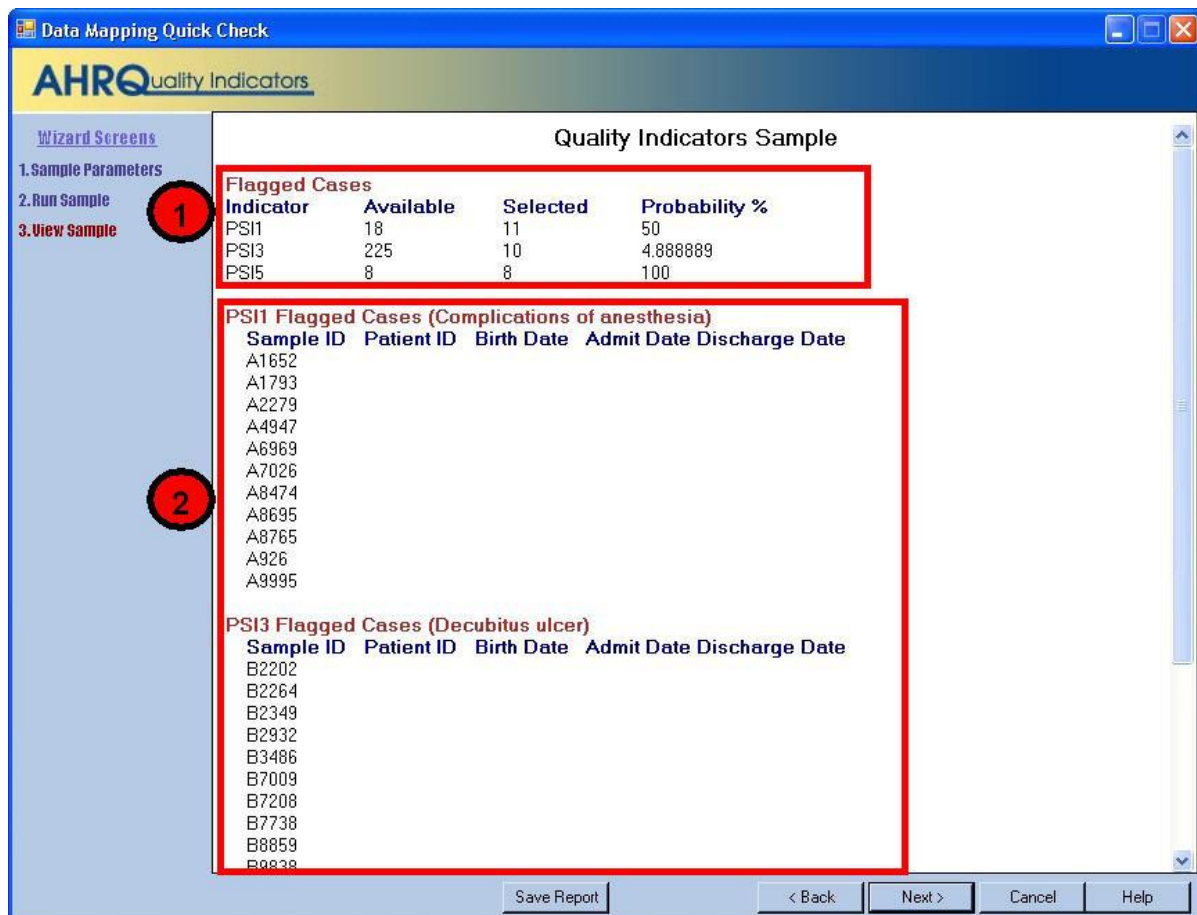 Data Mapping Quick Check
AHRQuality Indicators
Wizard Screens
1.Sample Parameters
2.Run Sample
3.View Sample
Quality Indicators Sample
1
Flagged Cases
Indicator Available Selected Probability %
PSI1 18 11 50
PSI3 225 10 4.888889
PSI5 8 8 100
2
PSI1 Flagged Cases (Complications of anesthesia)
Sample ID Patient ID Birth Date Admit Date Discharge Date
A1652
A1793
A2279
A4947
A6969
A7026
A8474
A8695
A8765
A926
A9995
PSI3 Flagged Cases (Decubitus ulcer)
Sample ID Patient ID Birth Date Admit Date Discharge Date
B2202
B2264
B2349
B2932
B3486
B7009
B7208
B7738
B8859
B9838
Save Report < Back Next > Cancel Help